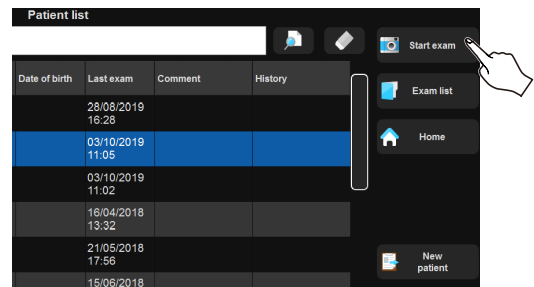 Patient list
Start exam
Date of birth Last exam Comment History
Exam list
28/08/2019
16:28
Home
03/10/2019
11:05
03/10/2019
11:02
16/04/2018
13:32
21/05/2018
17:56
New
patient
15/06/2018